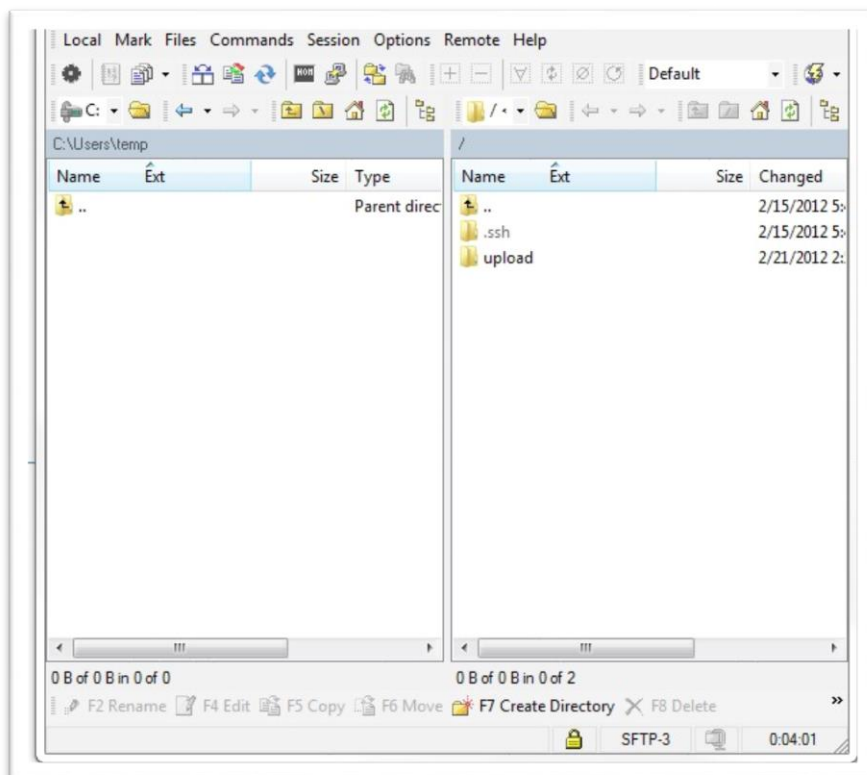 Local Mark Files Commands Session Options Remote Help
Default
C: /
C:\Users\temp /
Name Ext Size Type Name Ext Size Changed
.. Parent direc .. 2/15/2012 5:
.ssh 2/15/2012 5:
upload 2/21/2012 2:
0 B of 0 B in 0 of 0 0 B of 0 B in 0 of 2
F2 Rename F4 Edit F5 Copy F6 Move F7 Create Directory F8 Delete »
SFTP-3 0:04:01